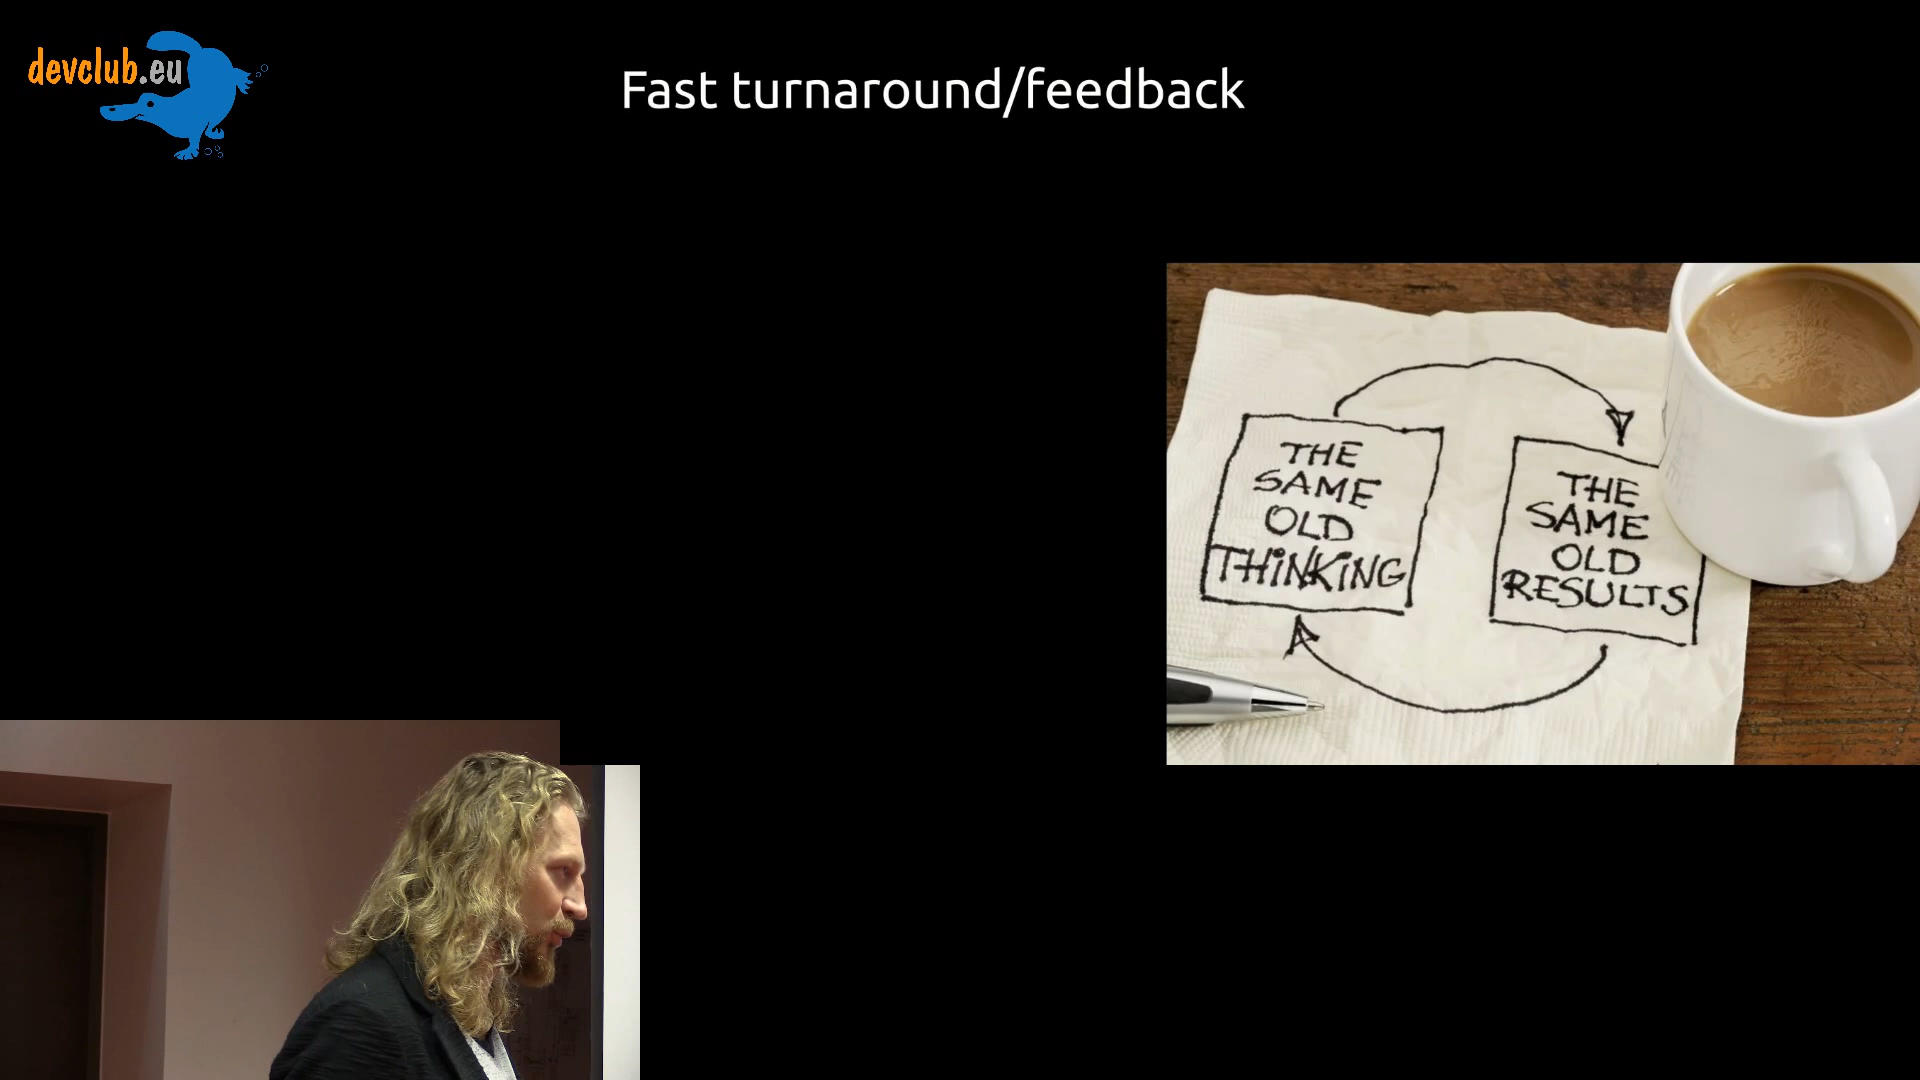 devclub.eu
Fast turnaround/feedback
THE
SAME
OLD
THINKING
THE
SAME
OLD
RESULTS